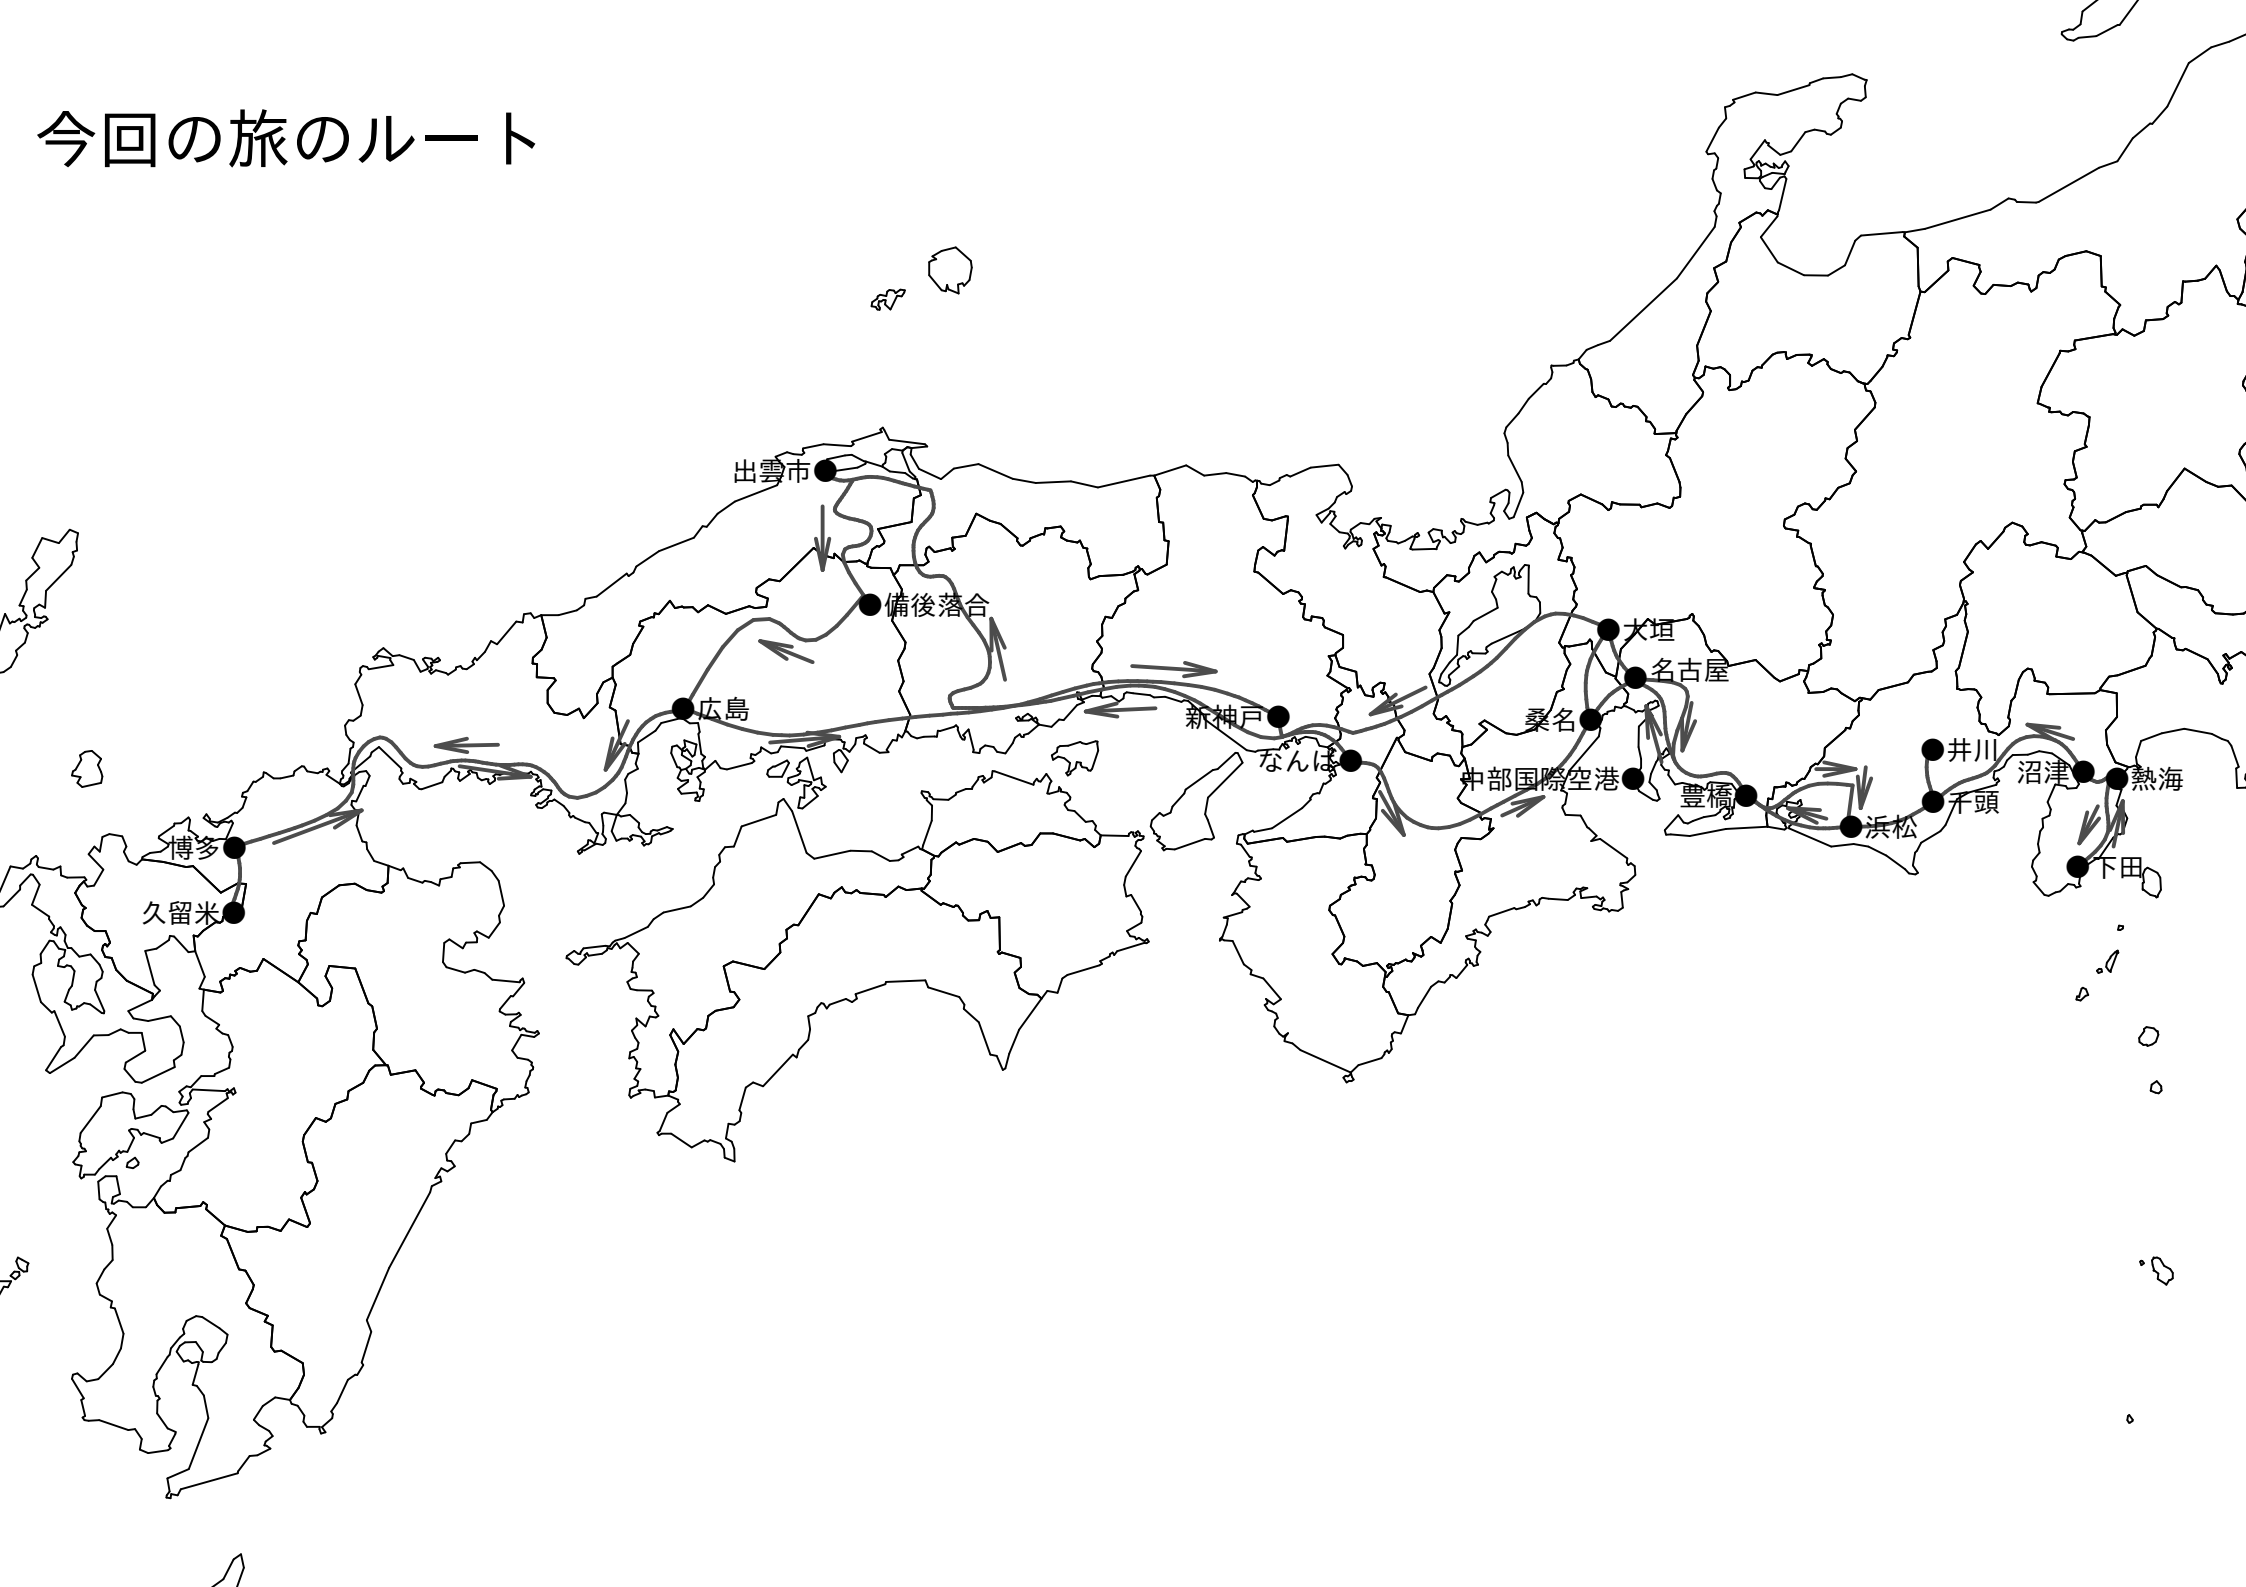 今回の旅のルート
出雲市
備後落合
大垣
名古屋
広島
新神戸
桑名
井川
なんば
中部国際空港
沼津
熱海
豊橋
千頭
浜松
博多
下田
久留米